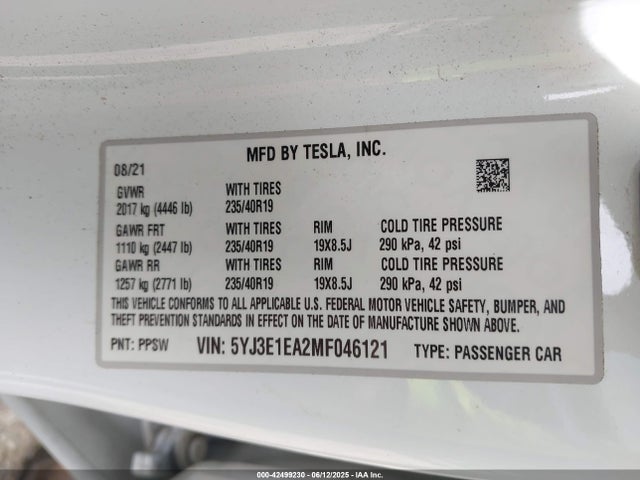 MFD BY TESLA, INC.
08/21
GVWR WITH TIRES
2017 kg (4446 lb) 235/40R19
GAWR FRT WITH TIRES RIM COLD TIRE PRESSURE
1110 kg (2447 lb) 235/40R19 19X8.5J 290 kPa, 42 psi
GAWR RR WITH TIRES RIM COLD TIRE PRESSURE
1257 kg (2771 lb) 235/40R19 19X8.5J 290 kPa, 42 psi
THIS VEHICLE CONFORMS TO ALL APPLICABLE U.S. FEDERAL MOTOR VEHICLE SAFETY, BUMPER, AND
THEFT PREVENTION STANDARDS IN EFFECT ON THE DATE OF MANUFACTURE SHOWN ABOVE.
PNT: PPSW VIN: 5YJ3E1EA2MF046121 TYPE: PASSENGER CAR
000-42499230 - 06/12/2025 - IAA Inc.